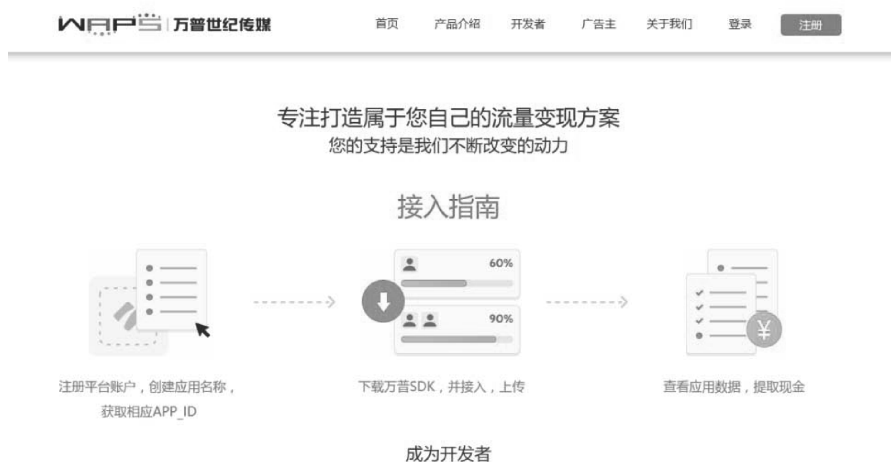 WAPS 万普世纪传媒 首页 产品介绍 开发者 广告主 关于我们 登录 注册
专注打造属于您自己的流量变现方案
您的支持是我们不断改变的动力
接入指南
60%
90%
¥
注册平台账户，创建应用名称，
获取相应APP_ID
下载万普SDK，并接入，上传
查看应用数据，提取现金
成为开发者